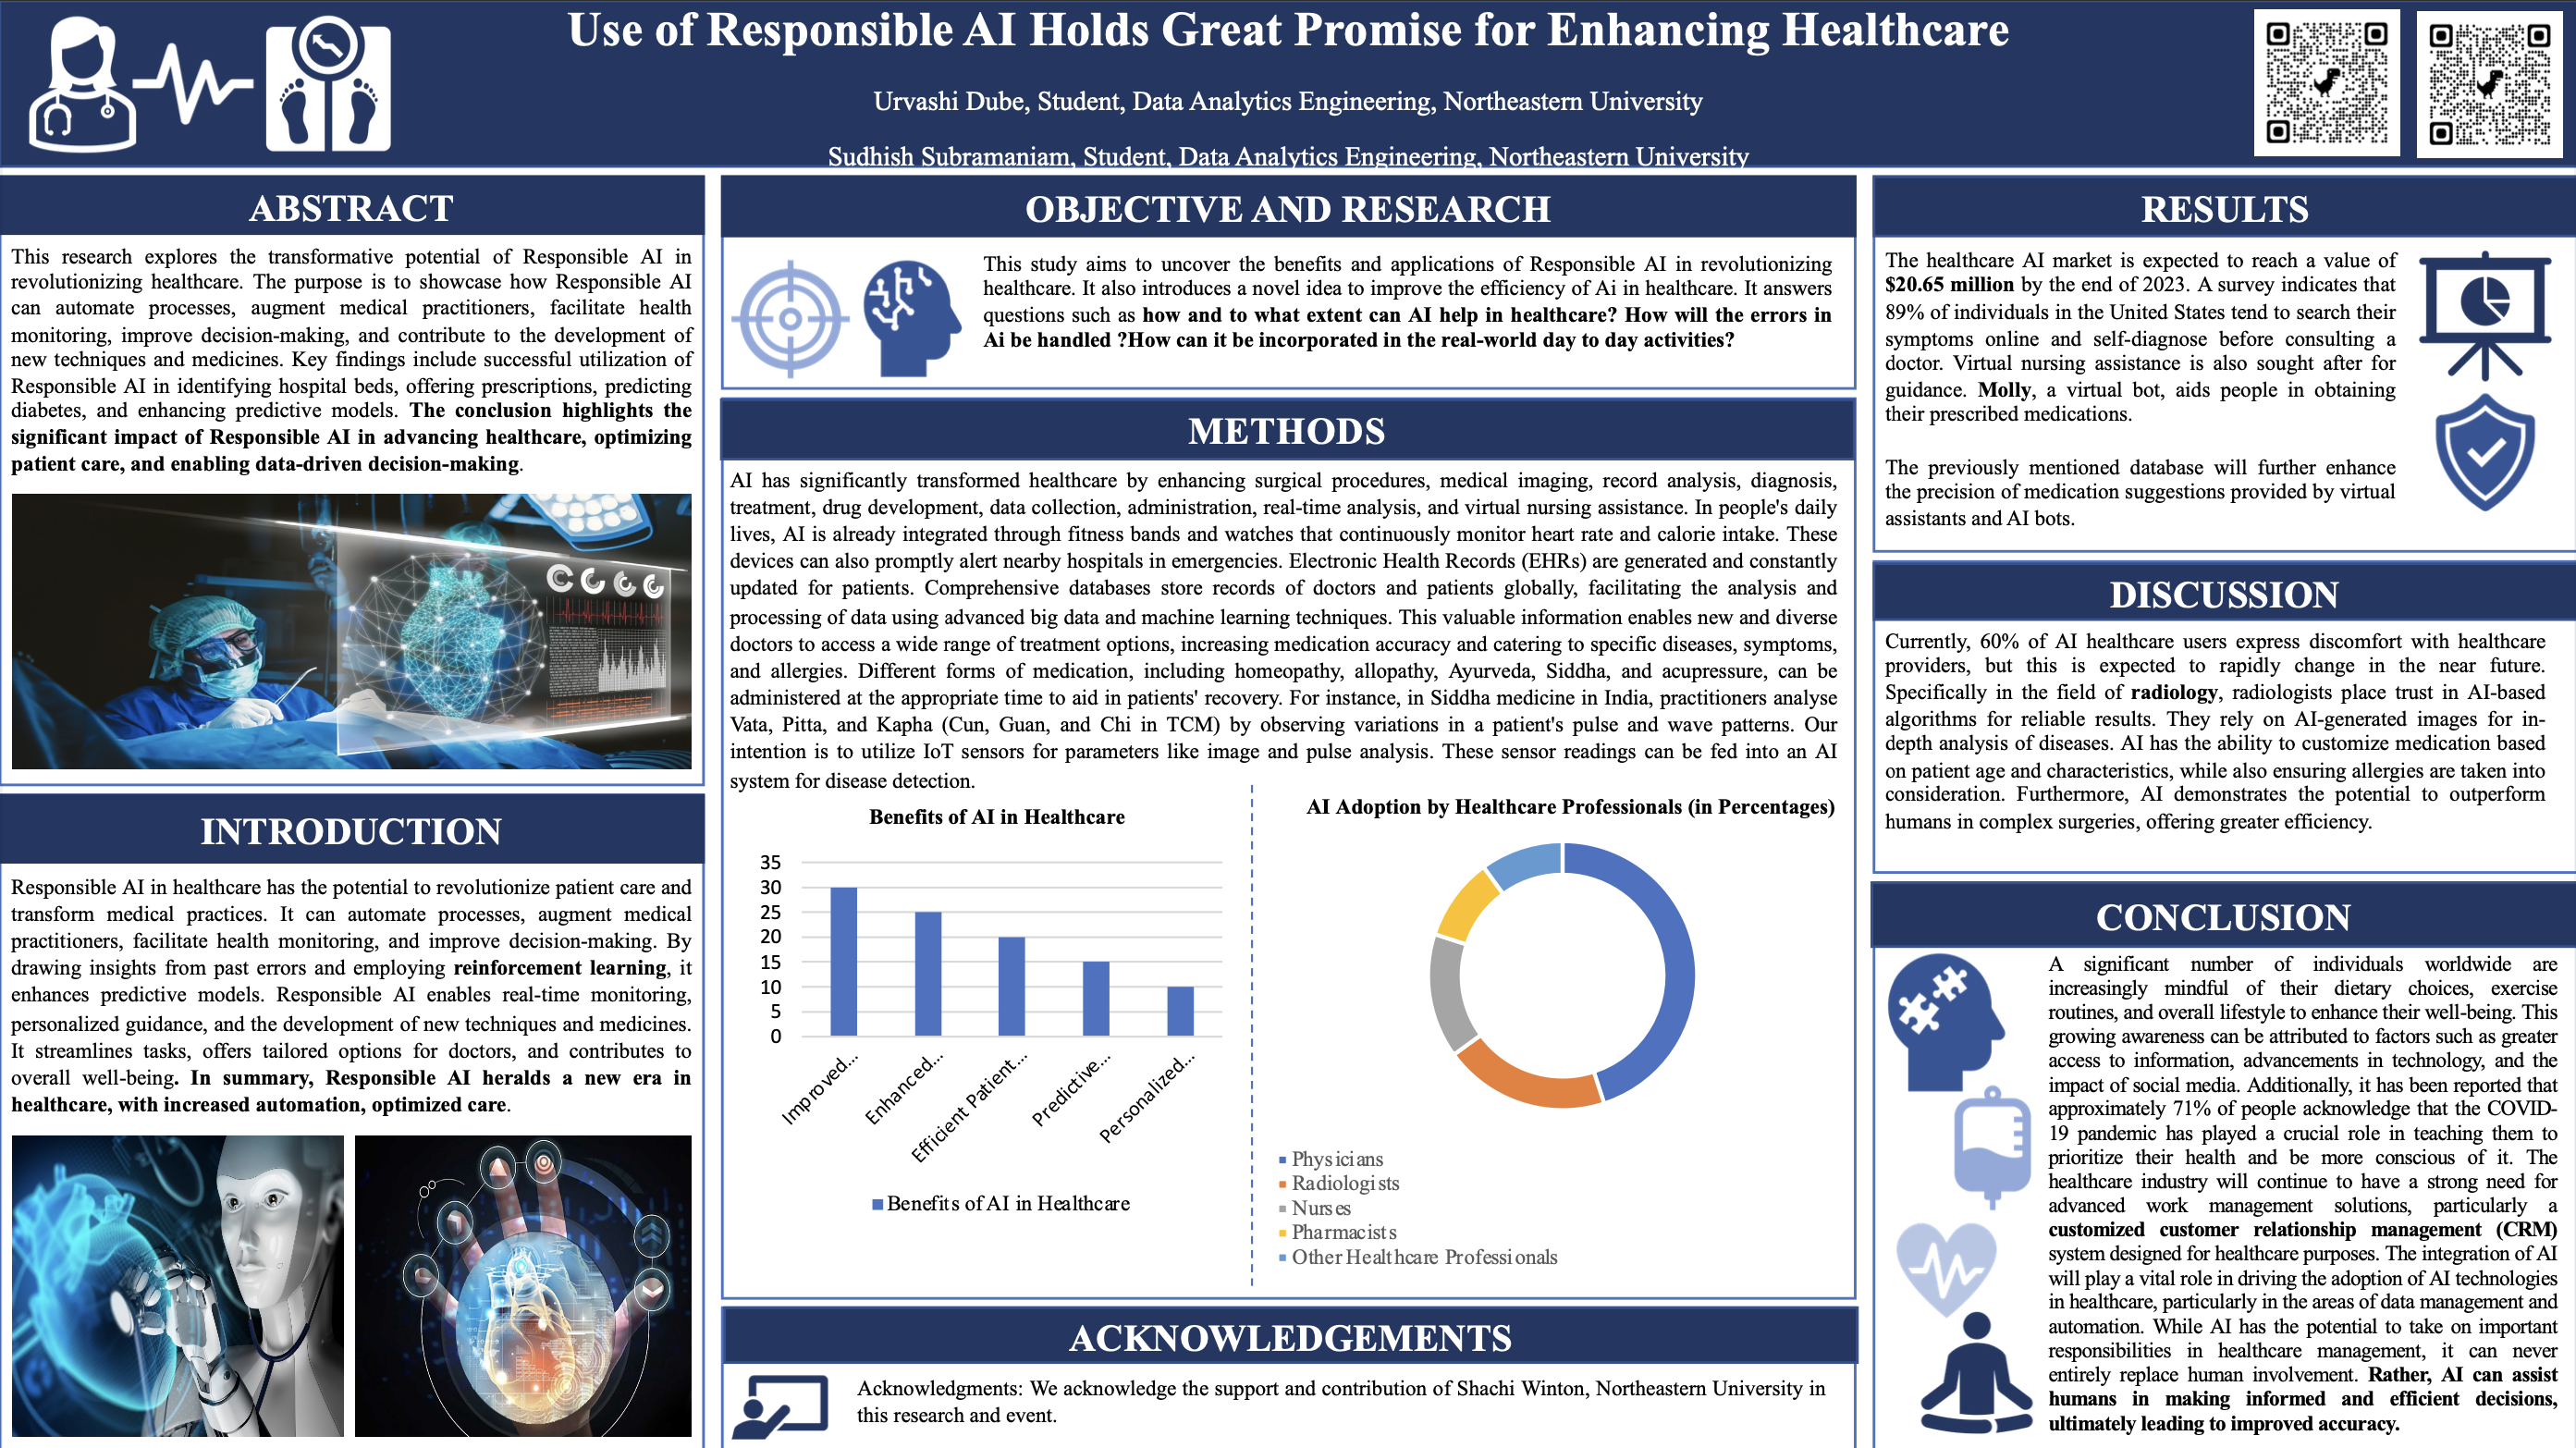 Use of Responsible AI Holds Great Promise for Enhancing Healthcare
Urvashi Dube, Student, Data Analytics Engineering, Northeastern University
Sudhish Subramaniam, Student, Data Analytics Engineering, Northeastern University
ABSTRACT
This research explores the transformative potential of Responsible AI in
revolutionizing healthcare. The purpose is to showcase how Responsible AI
can automate processes, augment medical practitioners, facilitate health
monitoring, improve decision-making, and contribute to the development of
new techniques and medicines. Key findings include successful utilization of
Responsible AI in identifying hospital beds, offering prescriptions, predicting
diabetes, and enhancing predictive models. The conclusion highlights the
significant impact of Responsible AI in advancing healthcare, optimizing
patient care, and enabling data-driven decision-making.
INTRODUCTION
Responsible AI in healthcare has the potential to revolutionize patient care and
transform medical practices. It can automate processes, augment medical
practitioners, facilitate health monitoring, and improve decision-making. By
drawing insights from past errors and employing reinforcement learning, it
enhances predictive models. Responsible AI enables real-time monitoring,
personalized guidance, and the development of new techniques and medicines.
It streamlines tasks, offers tailored options for doctors, and contributes to
overall well-being. In summary, Responsible AI heralds a new era in
healthcare, with increased automation, optimized care.
OBJECTIVE AND RESEARCH
This study aims to uncover the benefits and applications of Responsible AI in revolutionizing
healthcare. It also introduces a novel idea to improve the efficiency of Ai in healthcare. It answers
questions such as how and to what extent can AI help in healthcare? How will the errors in
Ai be handled ?How can it be incorporated in the real-world day to day activities?
METHODS
AI has significantly transformed healthcare by enhancing surgical procedures, medical imaging, record analysis, diagnosis,
treatment, drug development, data collection, administration, real-time analysis, and virtual nursing assistance. In people's daily
lives, AI is already integrated through fitness bands and watches that continuously monitor heart rate and calorie intake. These
devices can also promptly alert nearby hospitals in emergencies. Electronic Health Records (EHRs) are generated and constantly
updated for patients. Comprehensive databases store records of doctors and patients globally, facilitating the analysis and
processing of data using advanced big data and machine learning techniques. This valuable information enables new and diverse
doctors to access a wide range of treatment options, increasing medication accuracy and catering to specific diseases, symptoms,
and allergies. Different forms of medication, including homeopathy, allopathy, Ayurveda, Siddha, and acupressure, can be
administered at the appropriate time to aid in patients' recovery. For instance, in Siddha medicine in India, practitioners analyse
Vata, Pitta, and Kapha (Cun, Guan, and Chi in TCM) by observing variations in a patient's pulse and wave patterns. Our
intention is to utilize IoT sensors for parameters like image and pulse analysis. These sensor readings can be fed into an AI
system for disease detection.
Benefits of AI in Healthcare
35
30
25
20
15
10
5
0
Improved...
Enhanced...
Efficient Patient...
Predictive...
Personalized...
Benefits of AI in Healthcare
AI Adoption by Healthcare Professionals (in Percentages)
Physicians
Radiologists
Nurses
Pharmacists
Other Healthcare Professionals
ACKNOWLEDGEMENTS
Acknowledgments: We acknowledge the support and contribution of Shachi Winton, Northeastern University in
this research and event.
RESULTS
The healthcare AI market is expected to reach a value of
$20.65 million by the end of 2023. A survey indicates that
89% of individuals in the United States tend to search their
symptoms online and self-diagnose before consulting a
doctor. Virtual nursing assistance is also sought after for
guidance. Molly, a virtual bot, aids people in obtaining
their prescribed medications.
The previously mentioned database will further enhance
the precision of medication suggestions provided by virtual
assistants and AI bots.
DISCUSSION
Currently, 60% of AI healthcare users express discomfort with healthcare
providers, but this is expected to rapidly change in the near future.
Specifically in the field of radiology, radiologists place trust in AI-based
algorithms for reliable results. They rely on AI-generated images for in-
depth analysis of diseases. AI has the ability to customize medication based
on patient age and characteristics, while also ensuring allergies are taken into
consideration. Furthermore, AI demonstrates the potential to outperform
humans in complex surgeries, offering greater efficiency.
CONCLUSION
A significant number of individuals worldwide are
increasingly mindful of their dietary choices, exercise
routines, and overall lifestyle to enhance their well-being. This
growing awareness can be attributed to factors such as greater
access to information, advancements in technology, and the
impact of social media. Additionally, it has been reported that
approximately 71% of people acknowledge that the COVID-
19 pandemic has played a crucial role in teaching them to
prioritize their health and be more conscious of it. The
healthcare industry will continue to have a strong need for
advanced work management solutions, particularly a
customized customer relationship management (CRM)
system designed for healthcare purposes. The integration of AI
will play a vital role in driving the adoption of AI technologies
in healthcare, particularly in the areas of data management and
automation. While AI has the potential to take on important
responsibilities in healthcare management, it can never
entirely replace human involvement. Rather, AI can assist
humans in making informed and efficient decisions,
ultimately leading to improved accuracy.